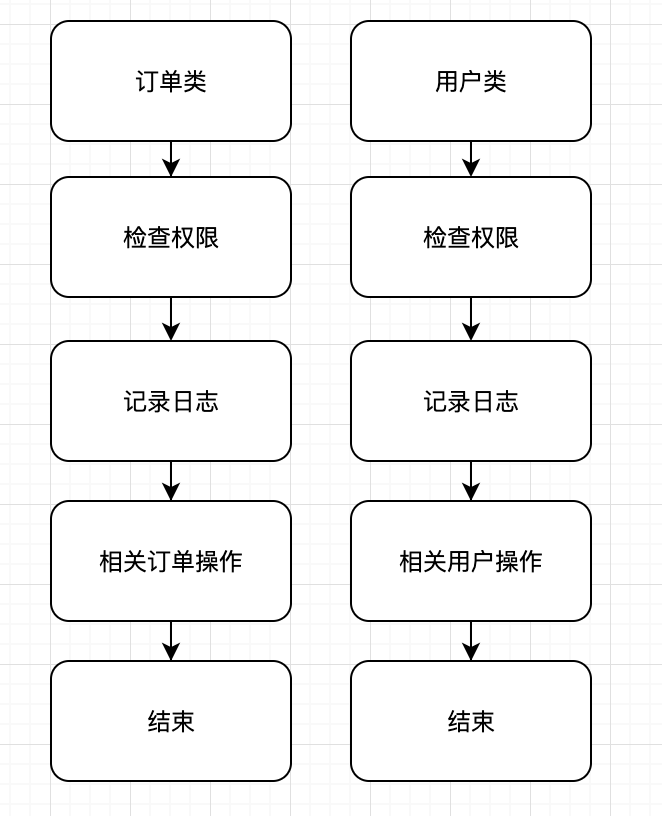 订单类
检查权限
记录日志
相关订单操作
结束
用户类
检查权限
记录日志
相关用户操作
结束